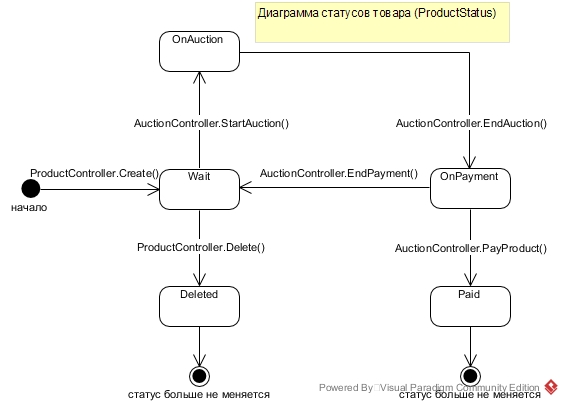 Диаграмма статусов товара (ProductStatus)
OnAuction
AuctionController.StartAuction()
AuctionController.EndAuction()
ProductController.Create()
Wait
AuctionController.EndPayment()
OnPayment
начало
ProductController.Delete()
AuctionController.PayProduct()
Deleted
Paid
Powered By Visual Paradigm Community Edition
статус больше не меняется
статус больше не меняется